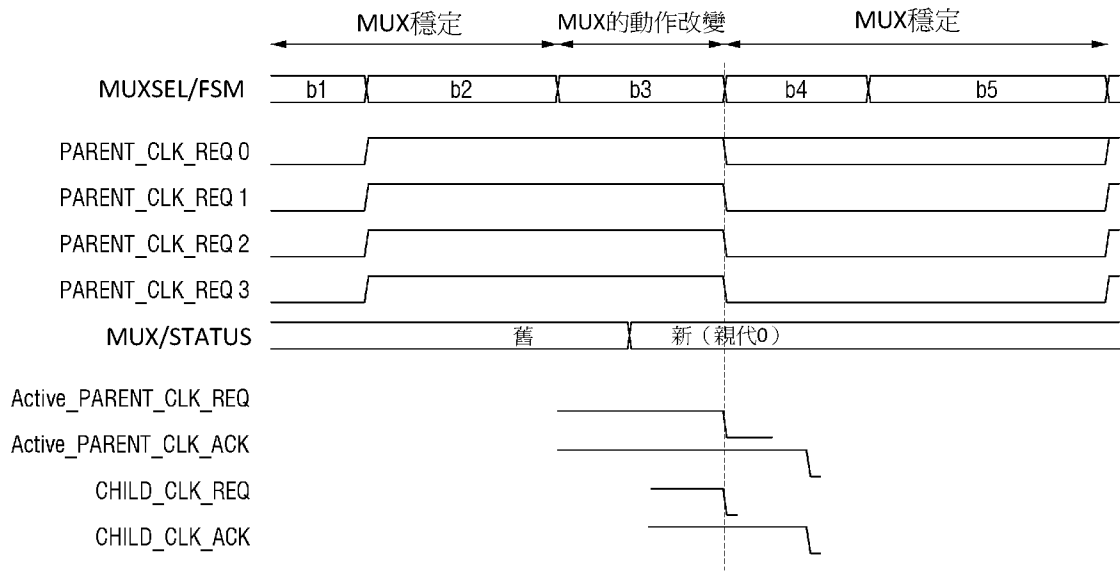 MUX穩定
MUX的動作改變
MUX穩定
MUXSEL/FSM
b1
b2
b3
b4
b5
PARENT_CLK_REQ 0
PARENT_CLK_REQ 1
PARENT_CLK_REQ 2
PARENT_CLK_REQ 3
MUX/STATUS
舊
新（親代0）
Active_PARENT_CLK_REQ
Active_PARENT_CLK_ACK
CHILD_CLK_REQ
CHILD_CLK_ACK